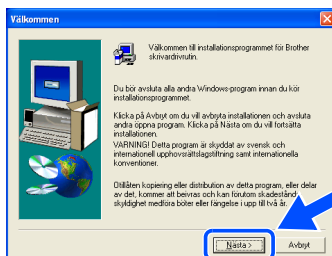 Välkommen
Välkommen till installationsprogrammet för Brother
skrivardrivrutin.
Du bör avsluta alla andra Windows-program innan du kör
installationsprogrammet.
Klicka på Avbryt om du vill avbryta installationen och avsluta
andra öppna program. Klicka på Nästa om du vill fortsätta
installationen.
VARNING! Detta program är skyddat av svensk och
internationell upphovsrättslagstiftning samt internationella
konventioner.
Otillåten kopiering eller distribution av detta program, eller delar
av det, kommer att beivras och kan förutom skadestånds
skyldighet medföra böter eller fängelse i upp till två år.
Nästa >
Avbryt